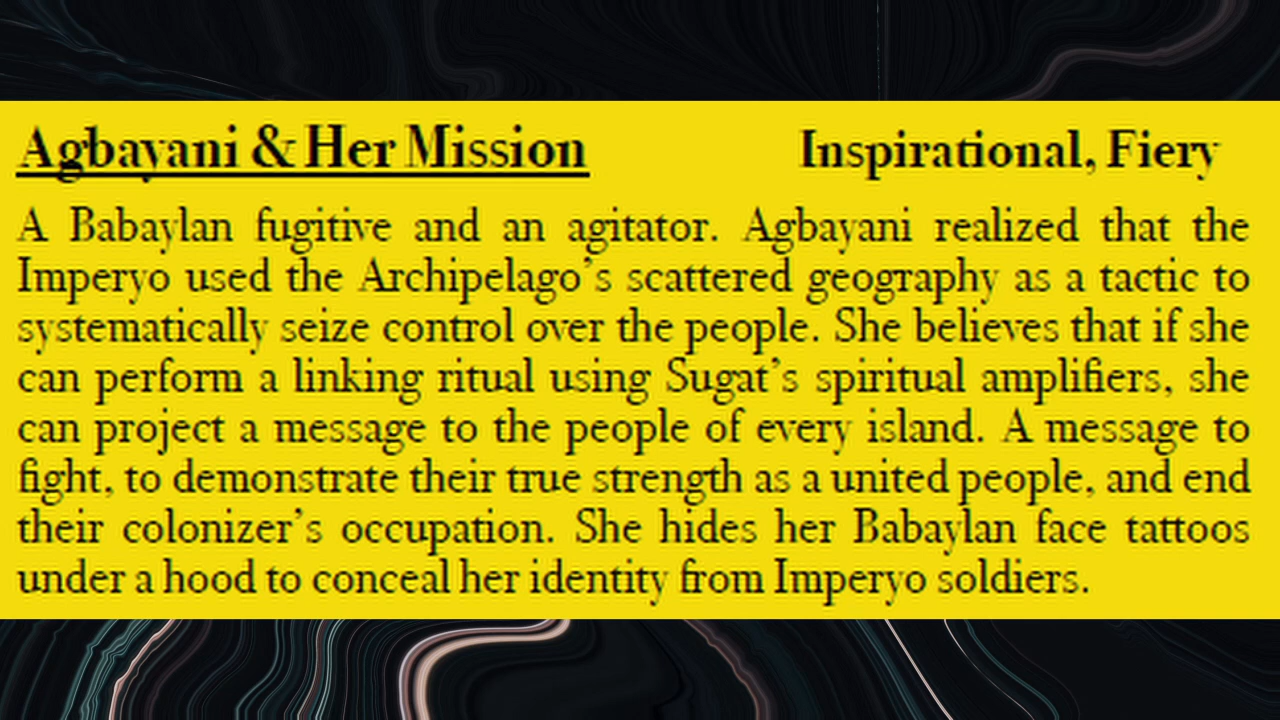 Agbayani & Her Mission Inspirational, Fiery
A Babaylan fugitive and an agitator. Agbayani realized that the
Imperyo used the Archipelago's scattered geography as a tactic to
systematically seize control over the people. She believes that if she
can perform a linking ritual using Sugat's spiritual amplifiers, she
can project a message to the people of every island. A message to
fight, to demonstrate their true strength as a united people, and end
their colonizer's occupation. She hides her Babaylan face tattoos
under a hood to conceal her identity from Imperyo soldiers.